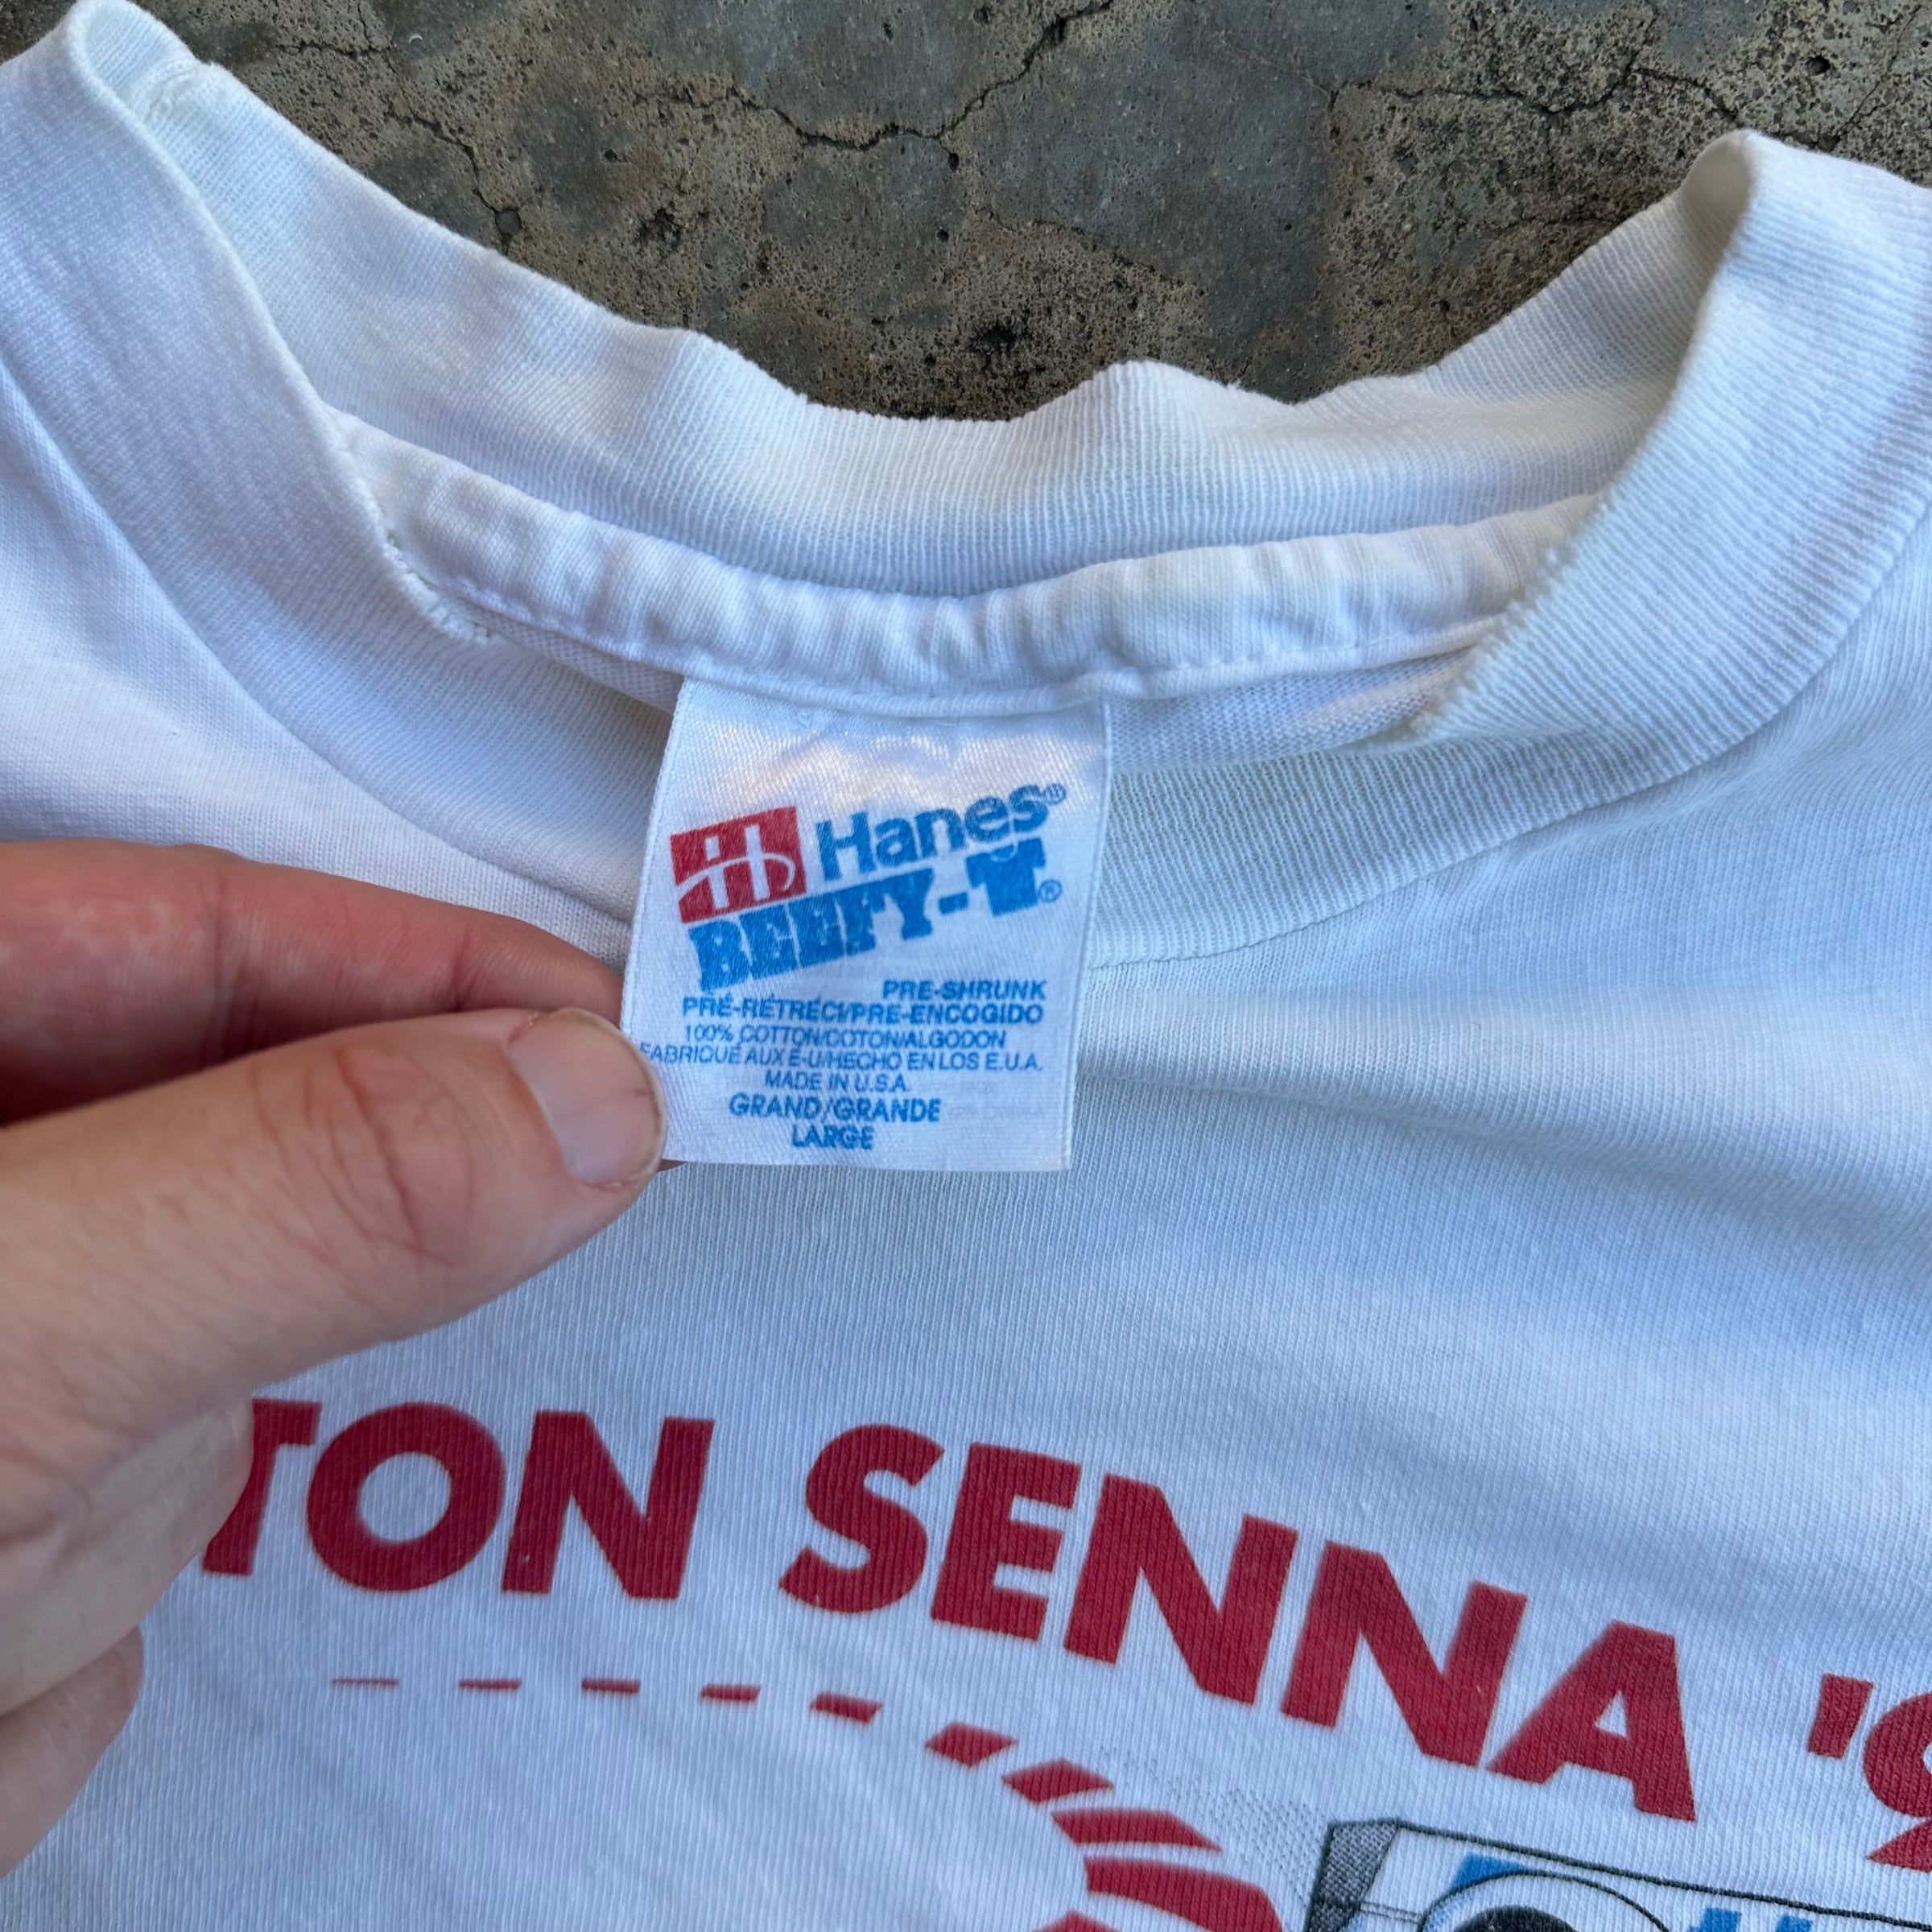 Hanes®
BEEFY-T®
PRE-SHRUNK
PRÉ-RÉTRÉCI/PRE-ENCOGIDO
100% COTTON/COTON/ALGODON
FABRIQUÉ AUX É-U/HECHO EN LOS E.U.A.
MADE IN U.S.A.
GRAND/GRANDE
LARGE
TON SENNA '9